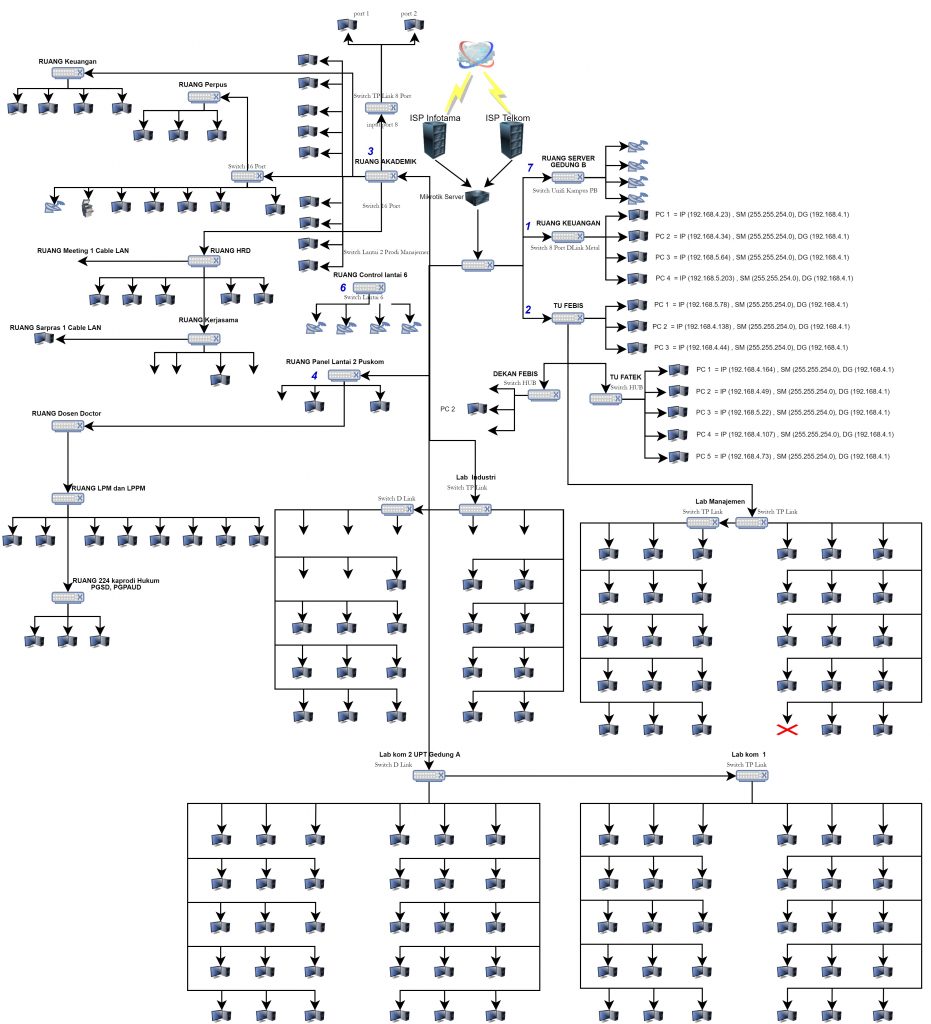 port 1
port 2
RUANG Keuangan
RUANG Perpus
Switch TP Link 8 Port
input port 8
ISP Infotama
ISP Telkom
3
RUANG AKADEMIK
Switch 16 Port
Switch 24 Port
Switch Lantai 2 Prodi Manajemen
Mikrotik Server
7
RUANG SERVER
GEDUNG B
Switch Unifi Kampus PB
1
RUANG KEUANGAN
Switch 8 Port DLink Metal
PC 1 = IP (192.168.4.23) , SM (255.255.254.0), DG (192.168.4.1)
PC 2 = IP (192.168.4.34) , SM (255.255.254.0), DG (192.168.4.1)
PC 3 = IP (192.168.5.64) , SM (255.255.254.0), DG (192.168.4.1)
PC 4 = IP (192.168.5.203) , SM (255.255.254.0), DG (192.168.4.1)
RUANG Meeting 1 Cable LAN
RUANG HRD
RUANG Control lantai 6
6
Switch Lantai 6
2
TU FEBIS
PC 1 = IP (192.168.5.78) , SM (255.255.254.0), DG (192.168.4.1)
PC 2 = IP (192.168.4.138) , SM (255.255.254.0), DG (192.168.4.1)
PC 3 = IP (192.168.4.44) , SM (255.255.254.0), DG (192.168.4.1)
RUANG Sarpras 1 Cable LAN
RUANG Kerjasama
RUANG Panel Lantai 2 Puskom
4
DEKAN FEBIS
Switch HUB
PC 2
TU FATEK
Switch HUB
PC 1 = IP (192.168.4.164) , SM (255.255.254.0), DG (192.168.4.1)
PC 2 = IP (192.168.4.49) , SM (255.255.254.0), DG (192.168.4.1)
PC 3 = IP (192.168.5.22) , SM (255.255.254.0), DG (192.168.4.1)
PC 4 = IP (192.168.4.107) , SM (255.255.254.0), DG (192.168.4.1)
PC 5 = IP (192.168.4.73) , SM (255.255.254.0), DG (192.168.4.1)
RUANG Dosen Doctor
RUANG LPM dan LPPM
RUANG 224 kaprodi Hukum
PGSD, PGPAUD
Lab Industri
Switch TP Link
Switch D Link
Lab Manajemen
Switch TP Link
Switch TP Link
Lab kom 2 UPT Gedung A
Switch D Link
Lab kom 1
Switch TP Link